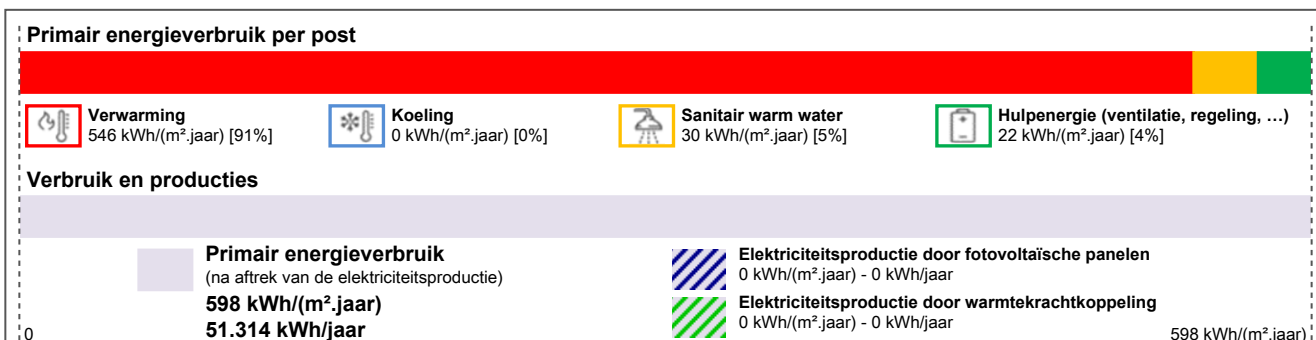 Primair energieverbruik per post
Verwarming
546 kWh/(m².jaar) [91%]
Koeling
0 kWh/(m².jaar) [0%]
Sanitair warm water
30 kWh/(m².jaar) [5%]
Hulpenergie (ventilatie, regeling, …)
22 kWh/(m².jaar) [4%]
Verbruik en producties
Primair energieverbruik
(na aftrek van de elektriciteitsproductie)
598 kWh/(m².jaar)
51.314 kWh/jaar
Elektriciteitsproductie door fotovoltaïsche panelen
0 kWh/(m².jaar) - 0 kWh/jaar
Elektriciteitsproductie door warmtekrachtkoppeling
0 kWh/(m².jaar) - 0 kWh/jaar
0
598 kWh/(m².jaar)